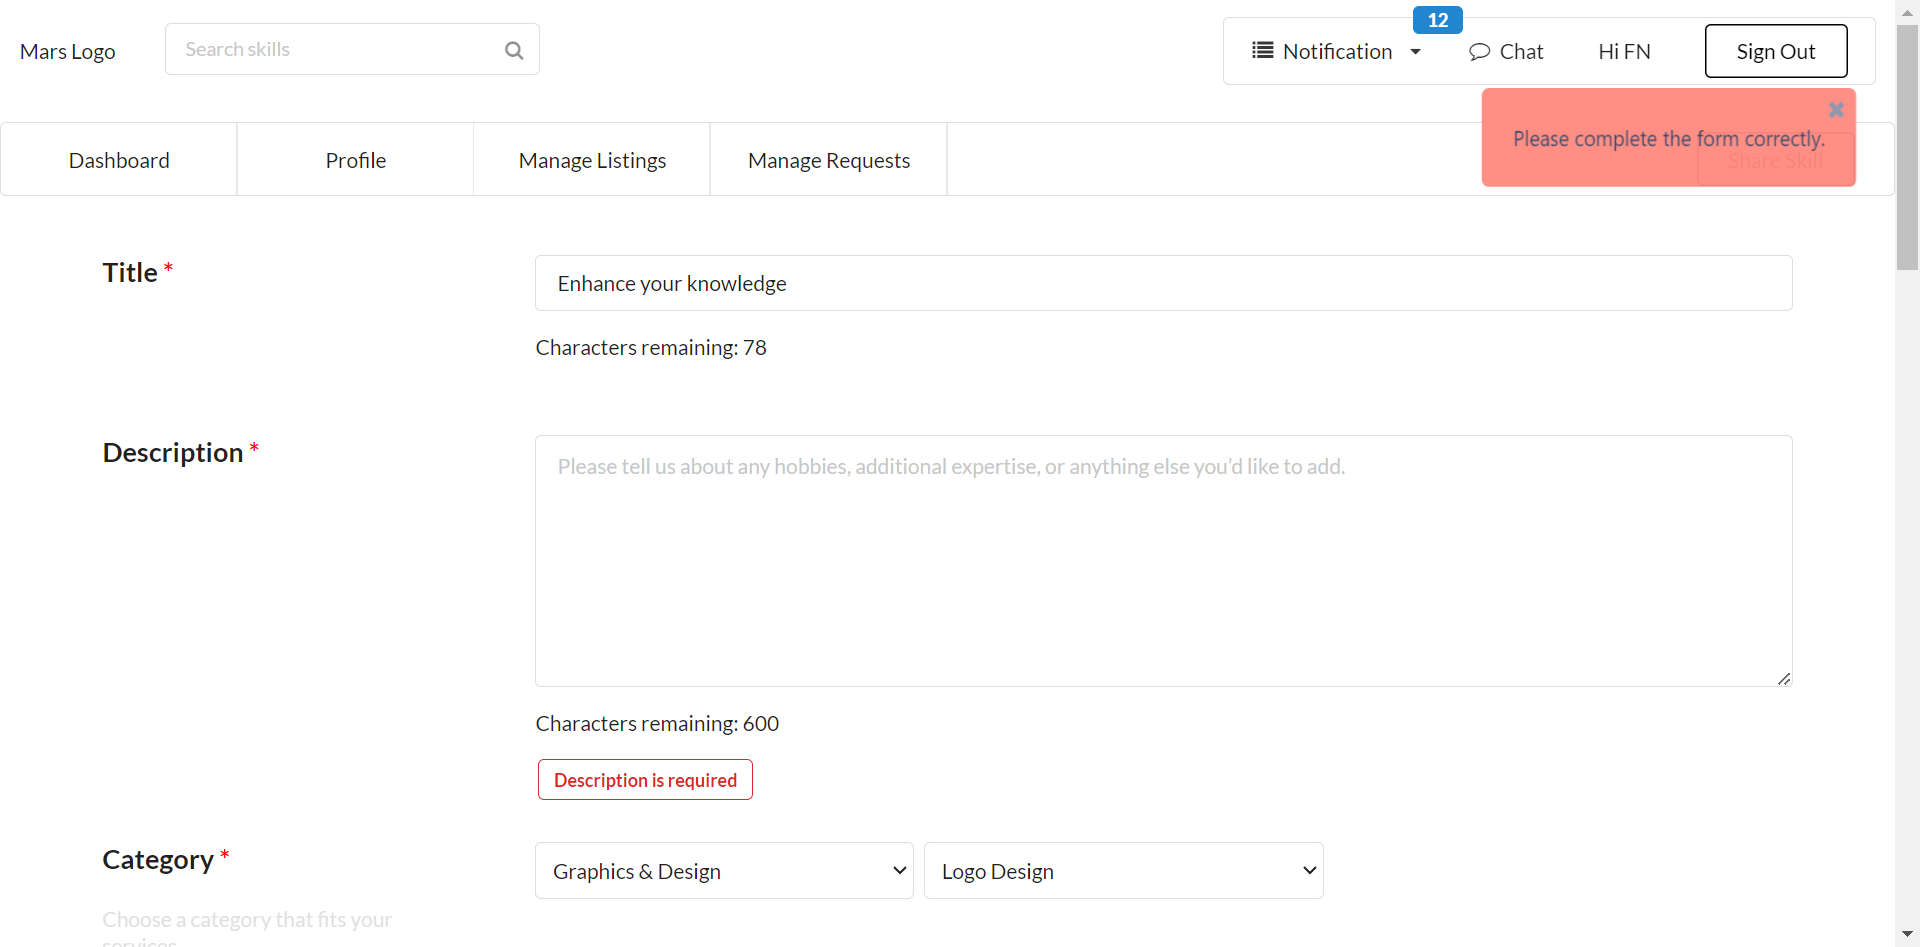 Mars Logo
Search skills
12
Notification
Chat
Hi FN
Sign Out
Please complete the form correctly.
Dashboard
Profile
Manage Listings
Manage Requests
Share Skill
Title *
Enhance your knowledge
Characters remaining: 78
Description *
Please tell us about any hobbies, additional expertise, or anything else you’d like to add.
Characters remaining: 600
Description is required
Category *
Graphics & Design
Logo Design
Choose a category that fits your
services.